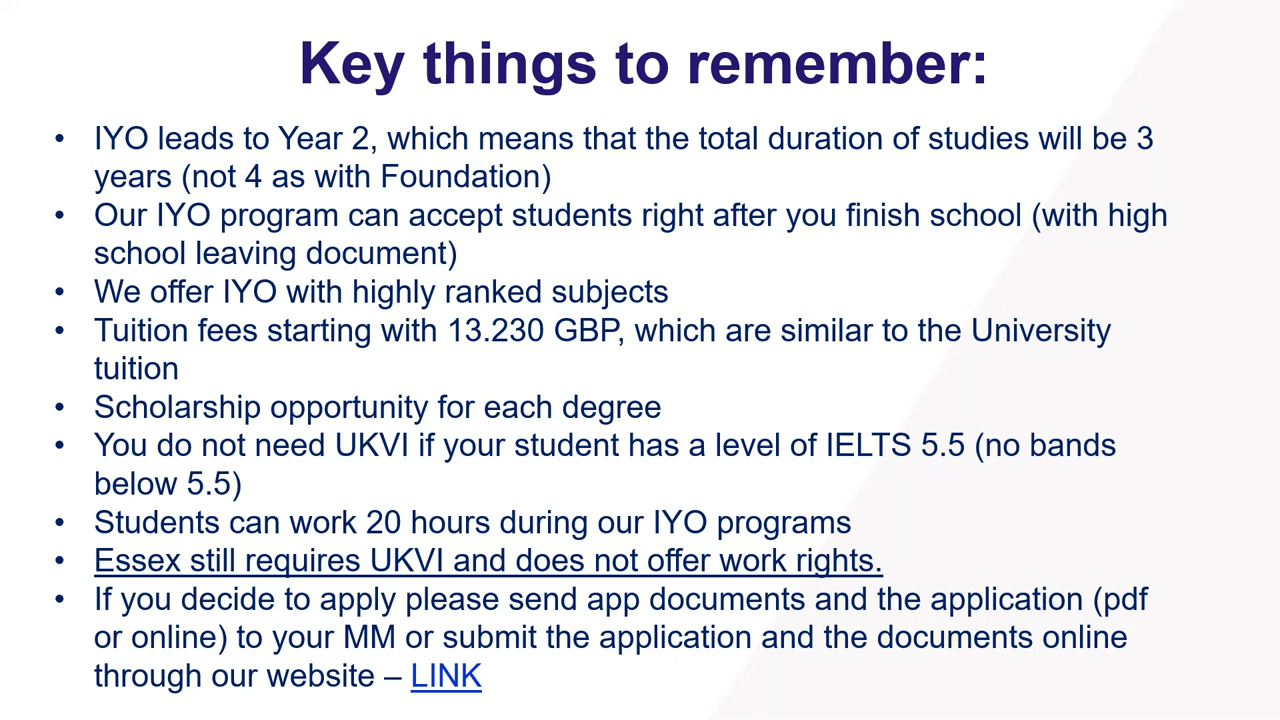 Key things to remember:
• IYO leads to Year 2, which means that the total duration of studies will be 3
years (not 4 as with Foundation)
• Our IYO program can accept students right after you finish school (with high
school leaving document)
• We offer IYO with highly ranked subjects
• Tuition fees starting with 13.230 GBP, which are similar to the University
tuition
• Scholarship opportunity for each degree
• You do not need UKVI if your student has a level of IELTS 5.5 (no bands
below 5.5)
• Students can work 20 hours during our IYO programs
• Essex still requires UKVI and does not offer work rights.
• If you decide to apply please send app documents and the application (pdf
or online) to your MM or submit the application and the documents online
through our website – LINK